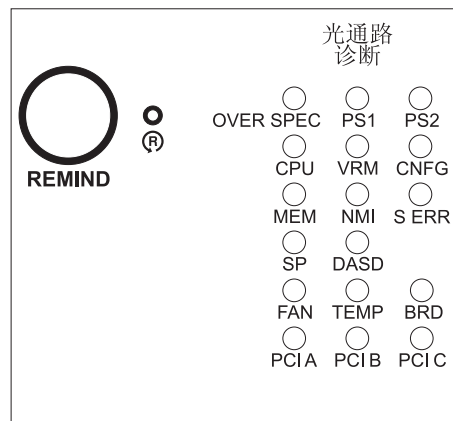 光通路
诊断
OVER SPEC PS1 PS2
R
REMIND
CPU VRM CNFG
MEM NMI S ERR
SP DASD
FAN TEMP BRD
PCI A PCI B PCI C